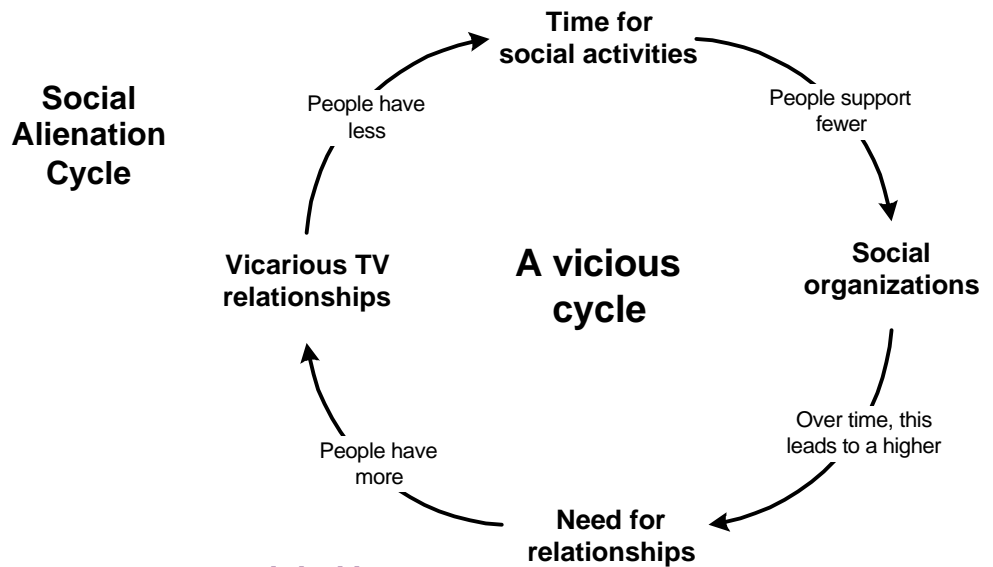 Social
Alienation
Cycle
Time for
social activities
People support
fewer
Social
organizations
Over time, this
leads to a higher
Need for
relationships
People have
more
Vicarious TV
relationships
People have
less
A vicious
cycle